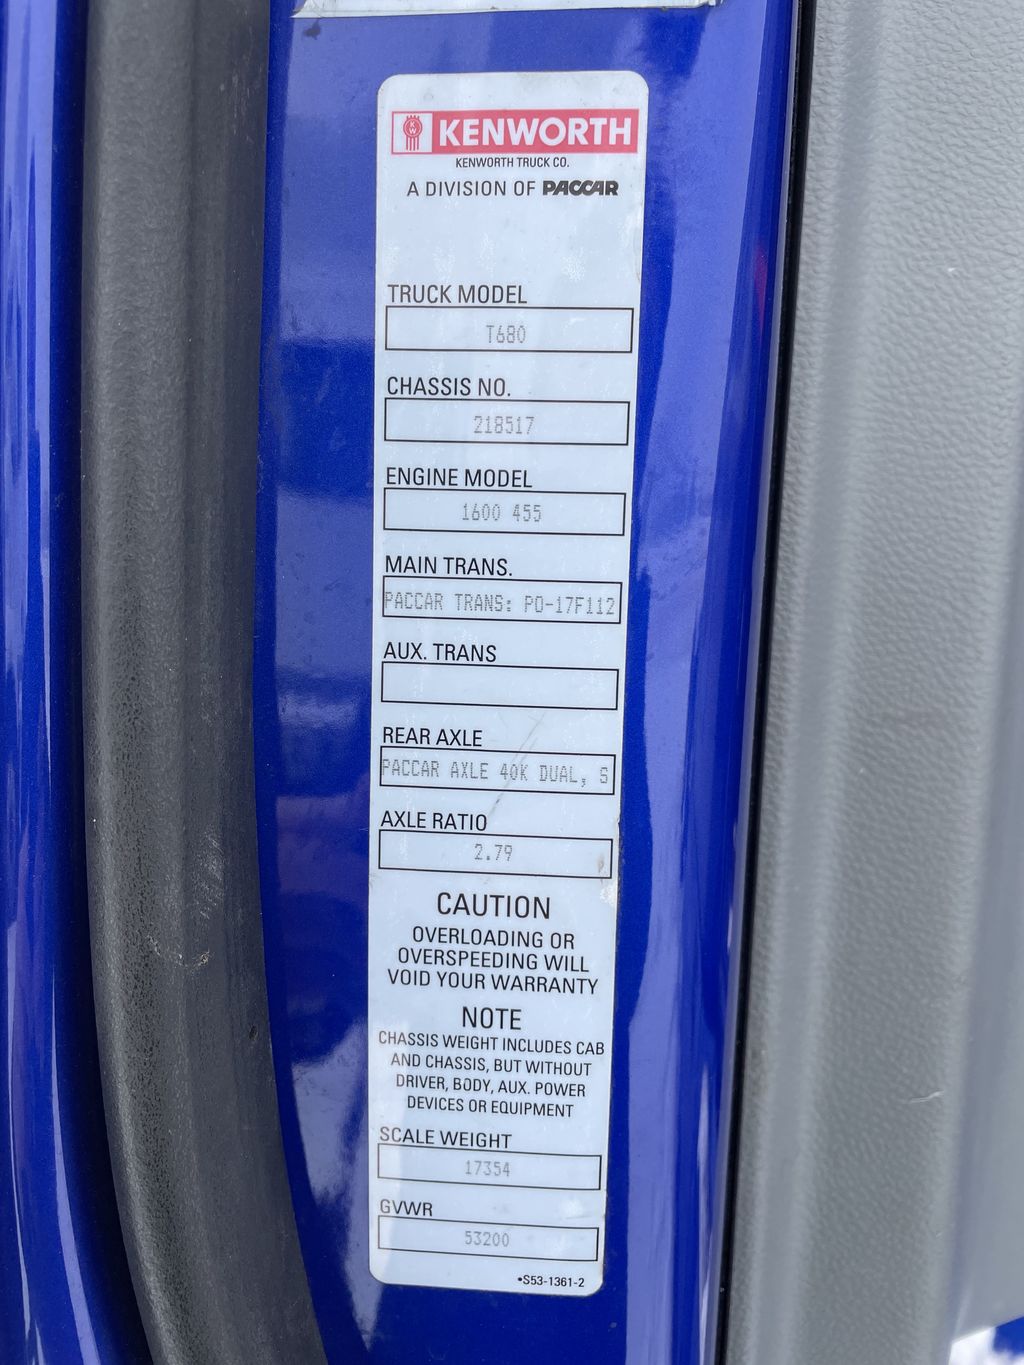 KW KENWORTH
KENWORTH TRUCK CO.
A DIVISION OF PACCAR
TRUCK MODEL
T680
CHASSIS NO.
218517
ENGINE MODEL
1600 455
MAIN TRANS.
PACCAR TRANS: PO-17F112
AUX. TRANS
REAR AXLE
PACCAR AXLE 40K DUAL, S
AXLE RATIO
2.79
CAUTION
OVERLOADING OR
OVERSPEEDING WILL
VOID YOUR WARRANTY
NOTE
CHASSIS WEIGHT INCLUDES CAB
AND CHASSIS, BUT WITHOUT
DRIVER, BODY, AUX. POWER
DEVICES OR EQUIPMENT
SCALE WEIGHT
17354
GVWR
53200
•S53-1361-2